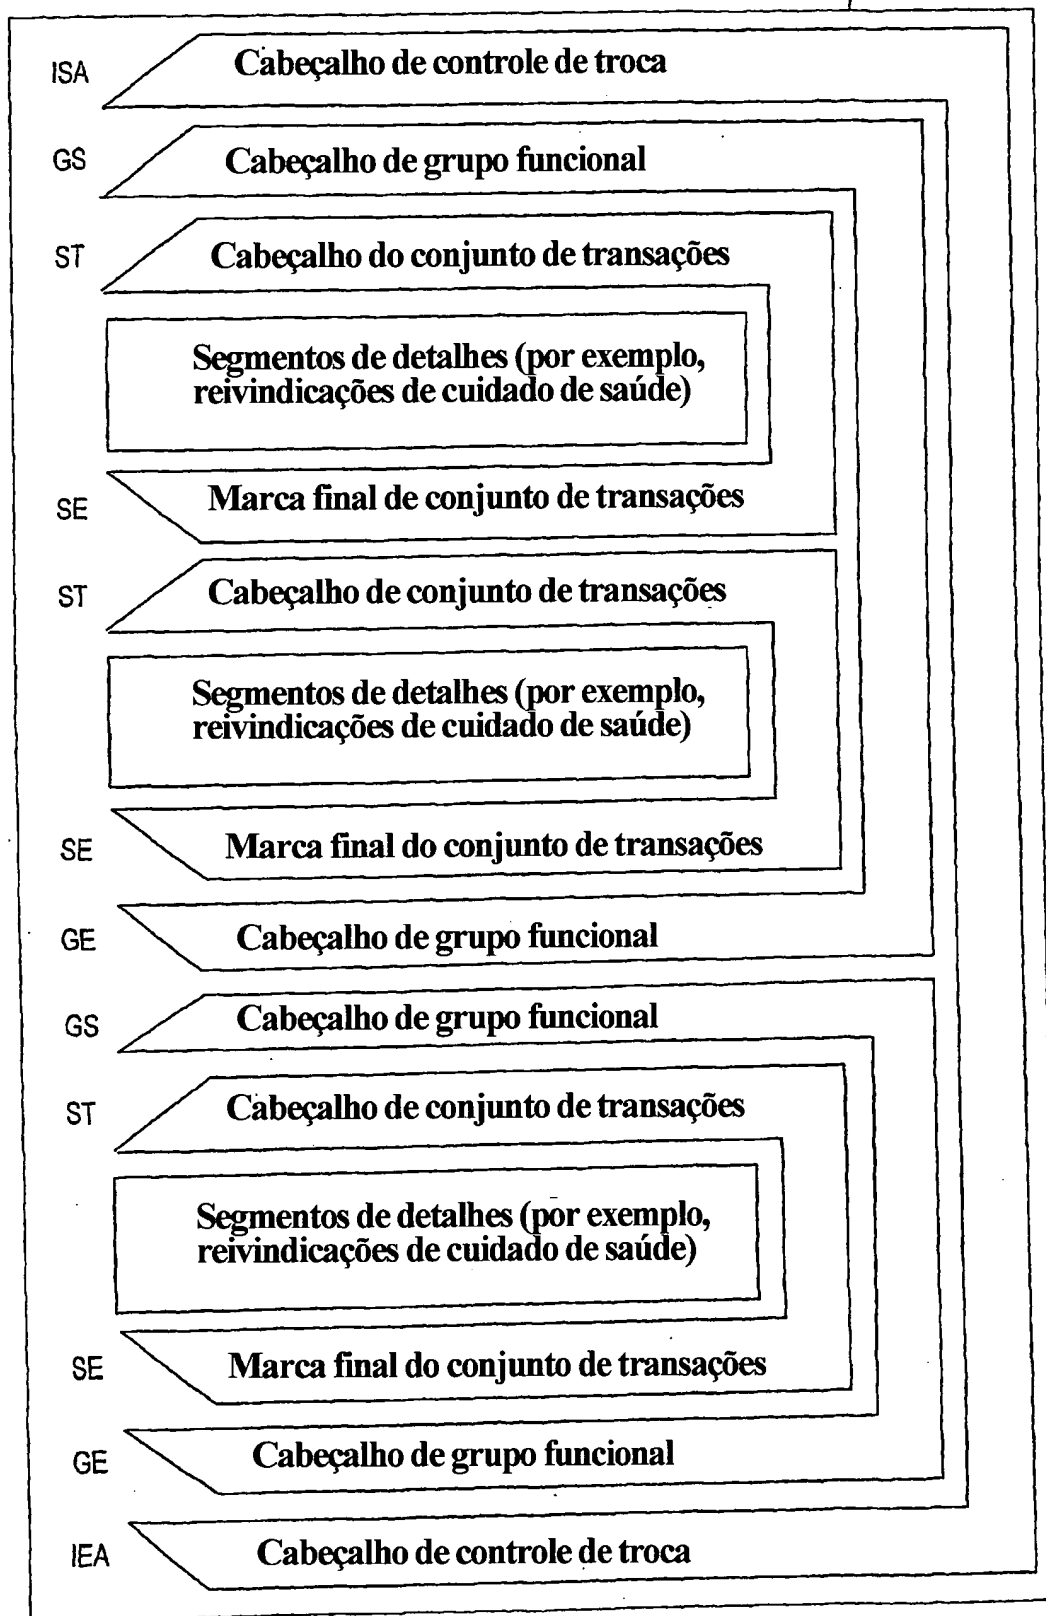 ISA Cabeçalho de controle de troca
GS Cabeçalho de grupo funcional
ST Cabeçalho do conjunto de transações
Segmentos de detalhes (por exemplo,
reivindicações de cuidado de saúde)
SE Marca final de conjunto de transações
ST Cabeçalho de conjunto de transações
Segmentos de detalhes (por exemplo,
reivindicações de cuidado de saúde)
SE Marca final do conjunto de transações
GE Cabeçalho de grupo funcional
GS Cabeçalho de grupo funcional
ST Cabeçalho de conjunto de transações
Segmentos de detalhes (por exemplo,
reivindicações de cuidado de saúde)
SE Marca final do conjunto de transações
GE Cabeçalho de grupo funcional
IEA Cabeçalho de controle de troca